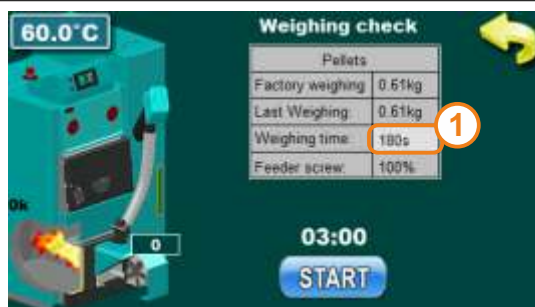 60.0°C
Weighing check
Pellets
Factory weighing 0.61kg
Last Weighing: 0.61kg
Weighing time: 180s
1
Feeder screw: 100%
0k
0
03:00
START